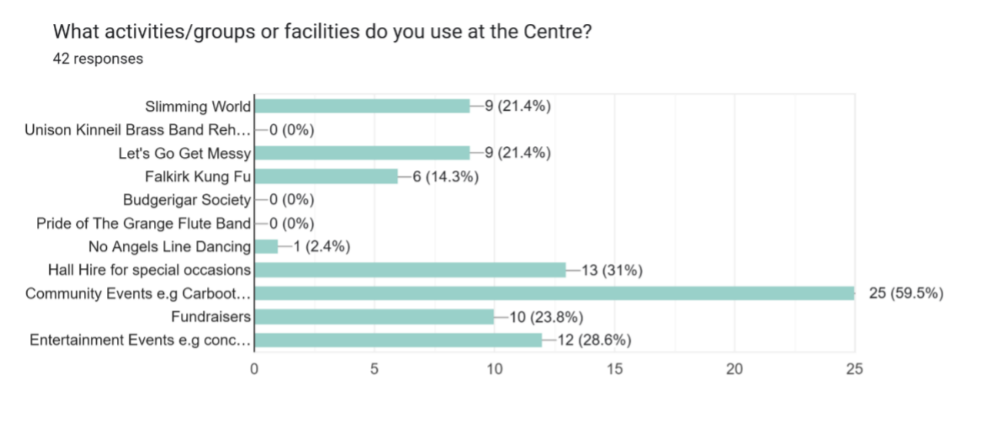 What activities/groups or facilities do you use at the Centre?
42 responses
Slimming World 9 (21.4%)
Unison Kinneil Brass Band Reh... 0 (0%)
Let's Go Get Messy 9 (21.4%)
Falkirk Kung Fu 6 (14.3%)
Budgerigar Society 0 (0%)
Pride of The Grange Flute Band 0 (0%)
No Angels Line Dancing 1 (2.4%)
Hall Hire for special occasions 13 (31%)
Community Events e.g Carboot... 25 (59.5%)
Fundraisers 10 (23.8%)
Entertainment Events e.g conc... 12 (28.6%)
0 5 10 15 20 25